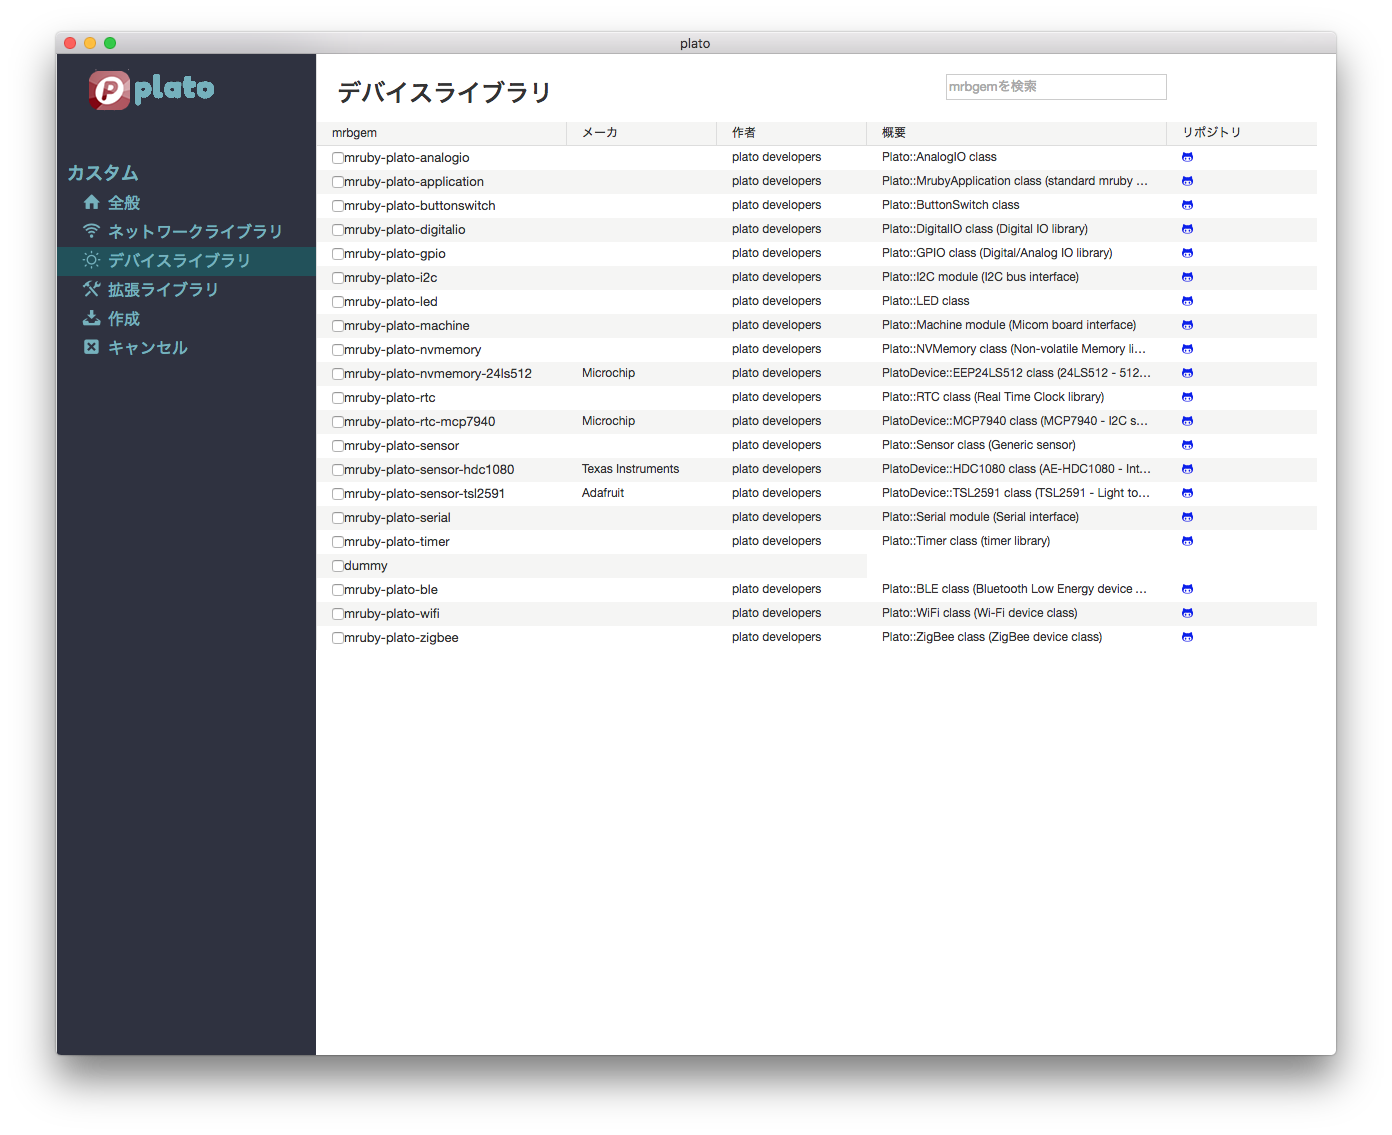 plato
plato
カスタム
全般
ネットワークライブラリ
デバイスライブラリ
拡張ライブラリ
作成
キャンセル
デバイスライブラリ
mrbgemを検索
mrbgem メーカ 作者 概要 リポジトリ
mruby-plato-analogio plato developers Plato::AnalogIO class
mruby-plato-application plato developers Plato::MrubyApplication class (standard mruby ...
mruby-plato-buttonswitch plato developers Plato::ButtonSwitch class
mruby-plato-digitalio plato developers Plato::DigitalIO class (Digital IO library)
mruby-plato-gpio plato developers Plato::GPIO class (Digital/Analog IO library)
mruby-plato-i2c plato developers Plato::I2C module (I2C bus interface)
mruby-plato-led plato developers Plato::LED class
mruby-plato-machine plato developers Plato::Machine module (Micom board interface)
mruby-plato-nvmemory plato developers Plato::NVMemory class (Non-volatile Memory li...
mruby-plato-nvmemory-24ls512 Microchip plato developers PlatoDevice::EEP24LS512 class (24LS512 - 512...
mruby-plato-rtc plato developers Plato::RTC class (Real Time Clock library)
mruby-plato-rtc-mcp7940 Microchip plato developers PlatoDevice::MCP7940 class (MCP7940 - I2C s...
mruby-plato-sensor plato developers Plato::Sensor class (Generic sensor)
mruby-plato-sensor-hdc1080 Texas Instruments plato developers PlatoDevice::HDC1080 class (AE-HDC1080 - Int...
mruby-plato-sensor-tsl2591 Adafruit plato developers PlatoDevice::TSL2591 class (TSL2591 - Light to...
mruby-plato-serial plato developers Plato::Serial module (Serial interface)
mruby-plato-timer plato developers Plato::Timer class (timer library)
dummy
mruby-plato-ble plato developers Plato::BLE class (Bluetooth Low Energy device ...
mruby-plato-wifi plato developers Plato::WiFi class (Wi-Fi device class)
mruby-plato-zigbee plato developers Plato::ZigBee class (ZigBee device class)